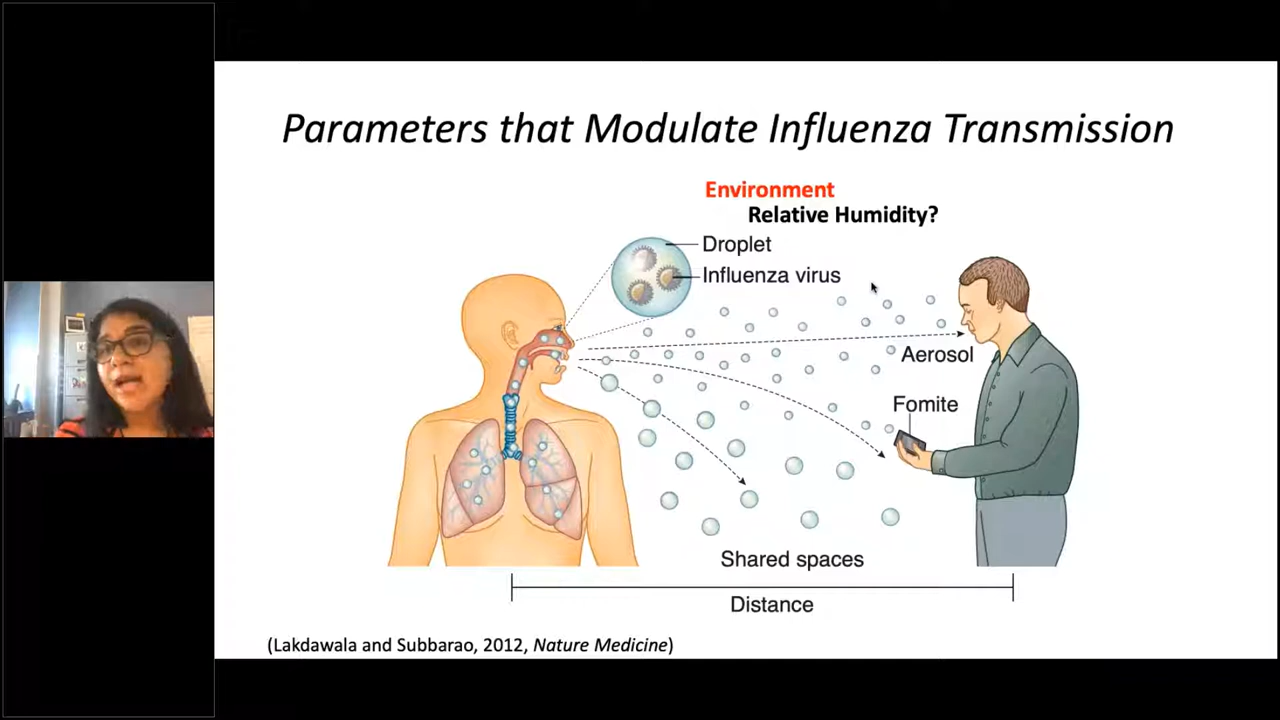 Parameters that Modulate Influenza Transmission
Environment
Relative Humidity?
Droplet
Influenza virus
Aerosol
Fomite
Shared spaces
Distance
(Lakdawala and Subbarao, 2012, Nature Medicine)